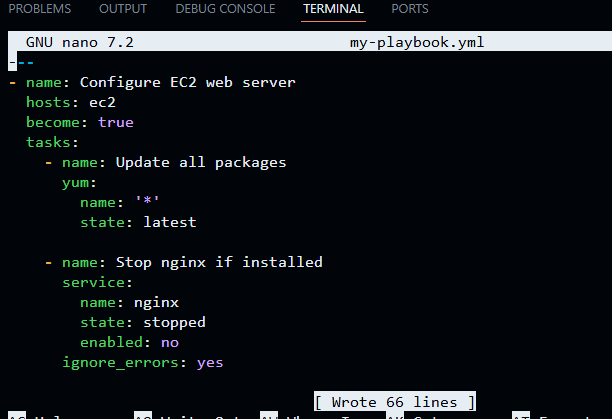 PROBLEMS OUTPUT DEBUG CONSOLE TERMINAL PORTS
GNU nano 7.2 my-playbook.yml
---
- name: Configure EC2 web server
  hosts: ec2
  become: true
  tasks:
    - name: Update all packages
      yum:
        name: '*'
        state: latest

    - name: Stop nginx if installed
      service:
        name: nginx
        state: stopped
        enabled: no
      ignore_errors: yes
[ Wrote 66 lines ]